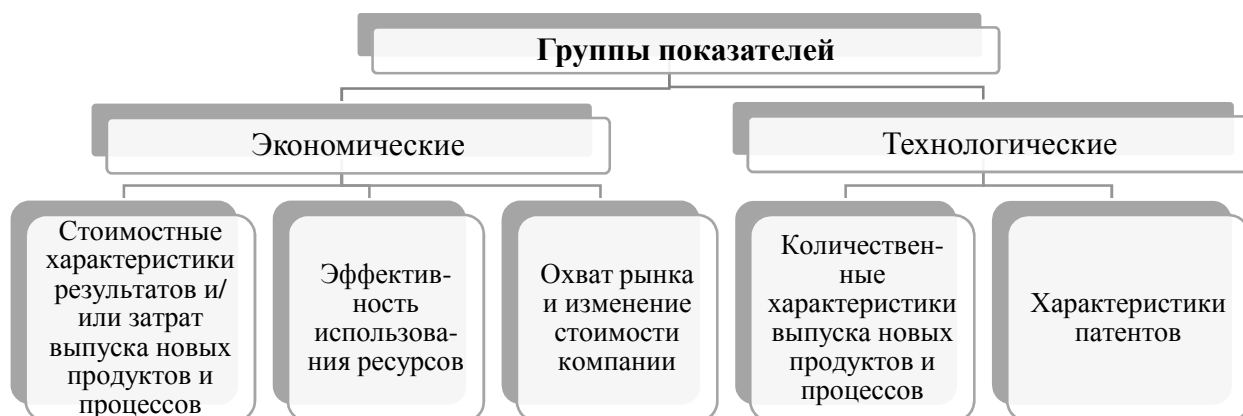 Группы показателей
Экономические
Технологические
Стоимостные
характеристики
результатов и/
или затрат
выпуска новых
продуктов и
процессов
Эффектив-
ность
использова-
ния ресурсов
Охват рынка
и изменение
стоимости
компании
Количествен-
ные
характеристики
выпуска новых
продуктов и
процессов
Характеристики
патентов